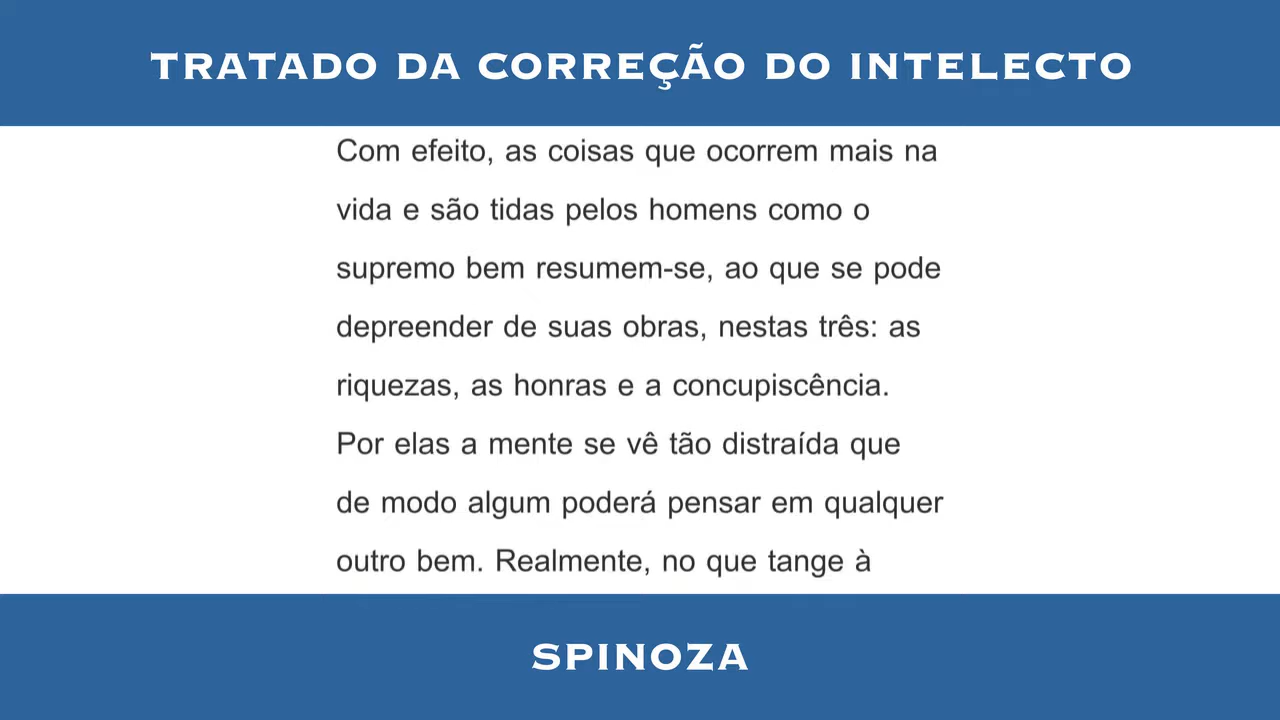 TRATADO DA CORREÇÃO DO INTELECTO
Com efeito, as coisas que ocorrem mais na
vida e são tidas pelos homens como o
supremo bem resumem-se, ao que se pode
depreender de suas obras, nestas três: as
riquezas, as honras e a concupiscência.
Por elas a mente se vê tão distraída que
de modo algum poderá pensar em qualquer
outro bem. Realmente, no que tange à
SPINOZA